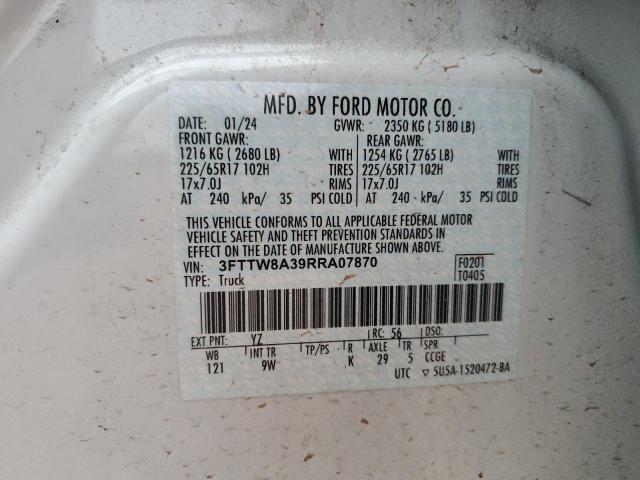 MFD. BY FORD MOTOR CO.
DATE: 01/24 GVWR: 2350 KG ( 5180 LB)
FRONT GAWR: REAR GAWR:
1216 KG ( 2680 LB) WITH 1254 KG ( 2765 LB) WITH
225/65R17 102H TIRES 225/65R17 102H TIRES
17x7.0J RIMS 17x7.0J RIMS
AT 240 kPa/ 35 PSI COLD AT 240 kPa/ 35 PSI COLD
THIS VEHICLE CONFORMS TO ALL APPLICABLE FEDERAL MOTOR
VEHICLE SAFETY AND THEFT PREVENTION STANDARDS IN
EFFECT ON THE DATE OF MANUFACTURE SHOWN ABOVE.
VIN: 3FTTW8A39RRA07870 F0201
TYPE: Truck T0405
EXT PNT: YZ RC: 56 DSO:
WB INT TR TP/PS R AXLE TR SPR
121 9W K 29 5 CCGE
UTC ▽ 5U5A-1520472-BA